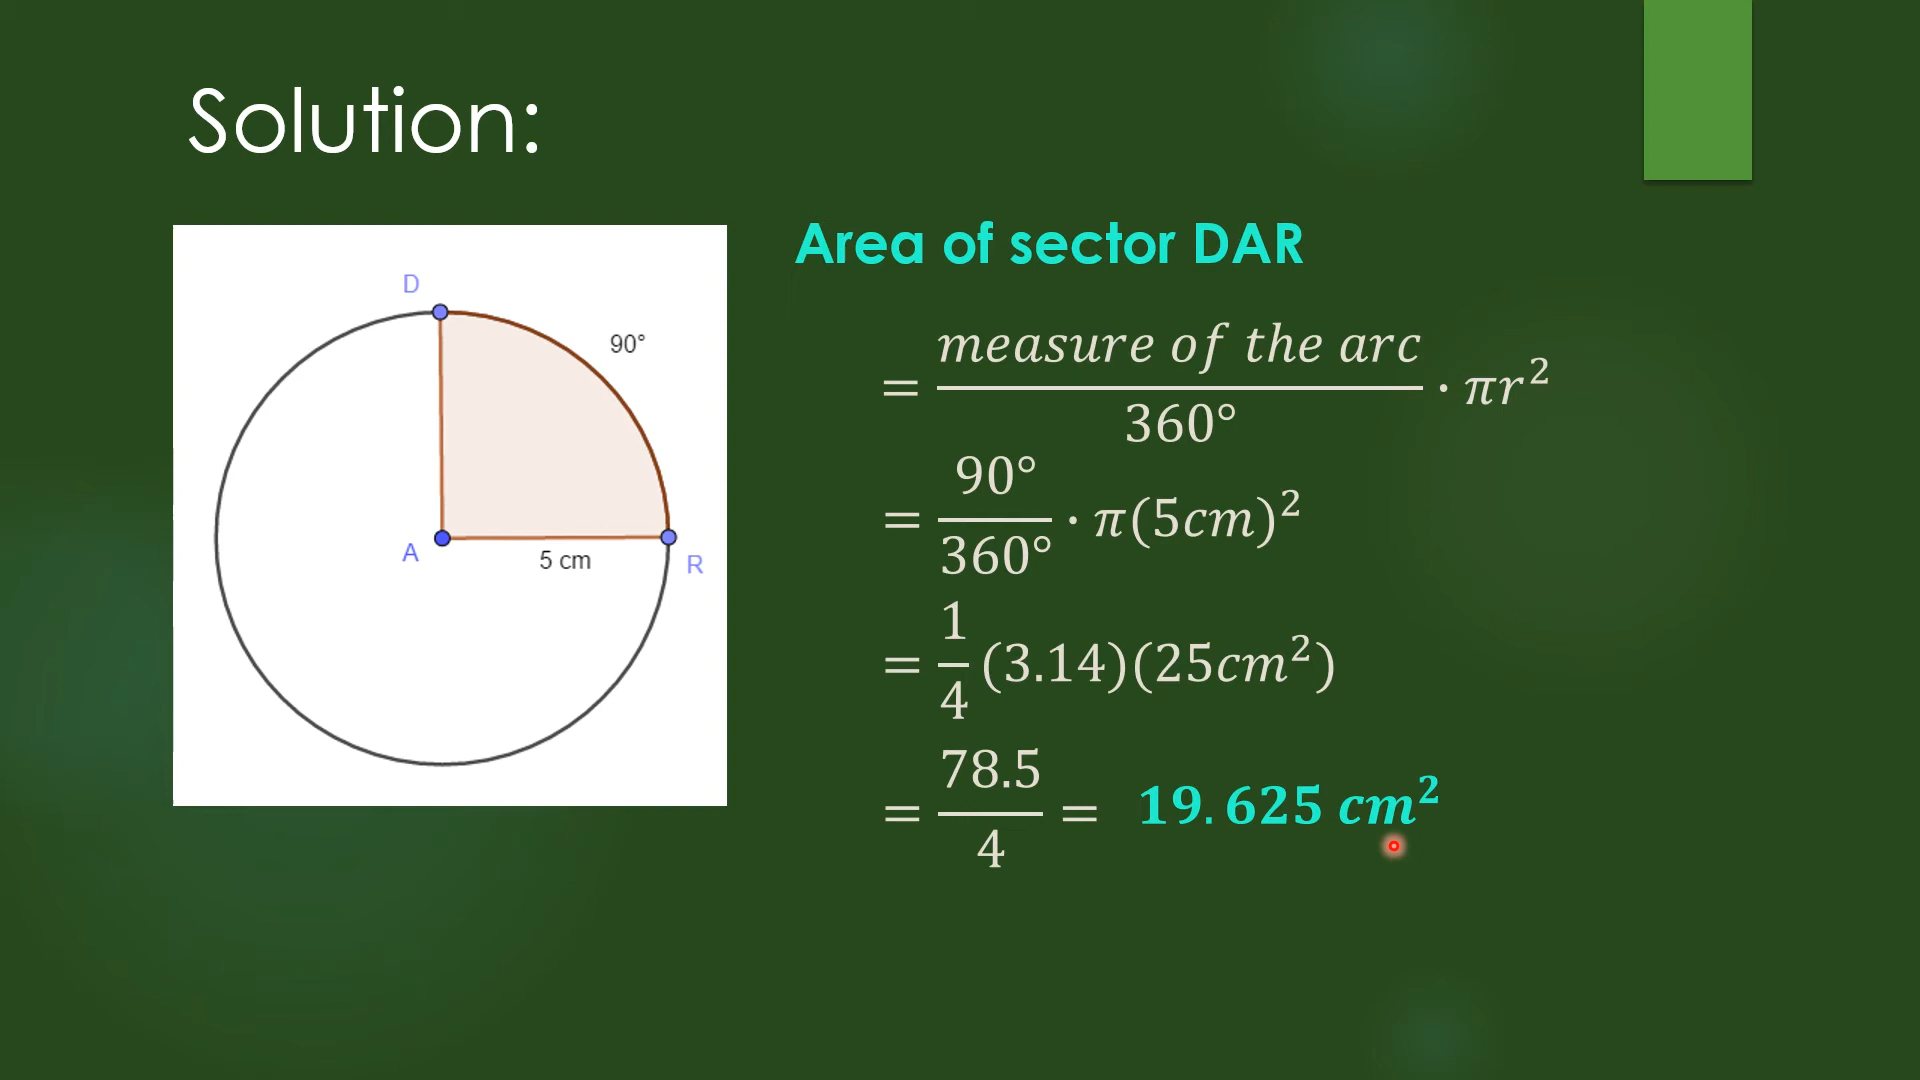 Solution:
D
90°
A
5 cm
R
Area of sector DAR
= measure of the arc / 360° · πr²
= 90° / 360° · π(5cm)²
= 1/4 (3.14)(25cm²)
= 78.5 / 4 = 19.625 cm²